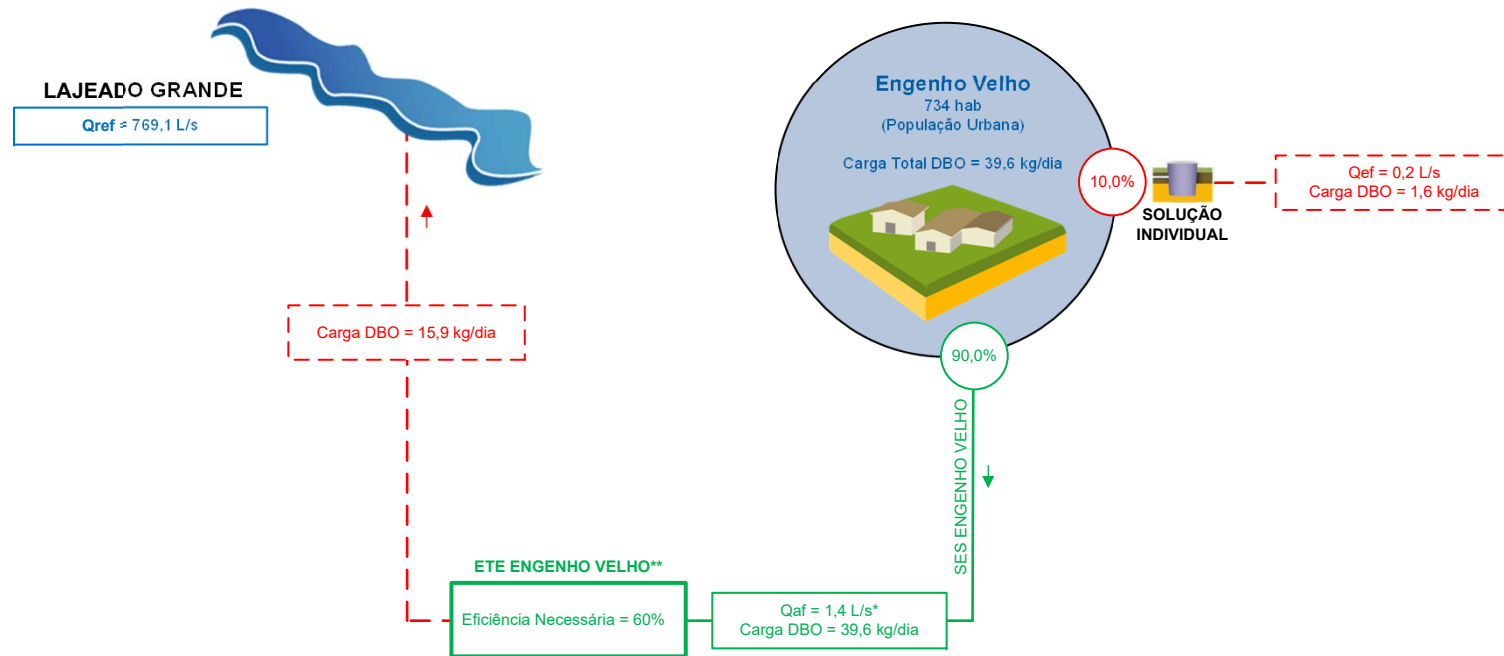 LAJEADO GRANDE
Qref = 769,1 L/s
Engenho Velho
734 hab
(População Urbana)
Carga Total DBO = 39,6 kg/dia
10,0%
SOLUÇÃO
INDIVIDUAL
Qef = 0,2 L/s
Carga DBO = 1,6 kg/dia
Carga DBO = 15,9 kg/dia
90,0%
SES ENGENHO VELHO
ETE ENGENHO VELHO**
Eficiência Necessária = 60%
Qaf = 1,4 L/s*
Carga DBO = 39,6 kg/dia